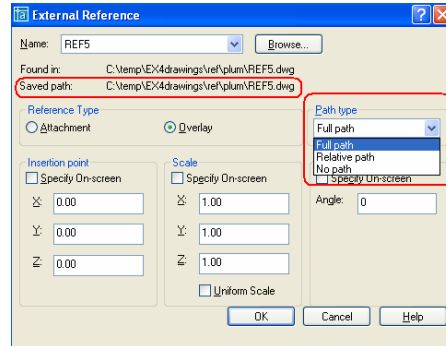 External Reference
Name: REF5 Browse...
Found in: C:\temp\EX4drawings\ref\plum\REF5.dwg
Saved path: C:\temp\EX4drawings\ref\plum\REF5.dwg
Reference Type
Attachment Overlay
Path type
Full path
Full path
Relative path
No path
Insertion point
Specify On-screen
X: 0.00
Y: 0.00
Z: 0.00
Scale
Specify On-screen
X: 1.00
Y: 1.00
Z: 1.00
Uniform Scale
Specify On-screen
Angle: 0
OK Cancel Help